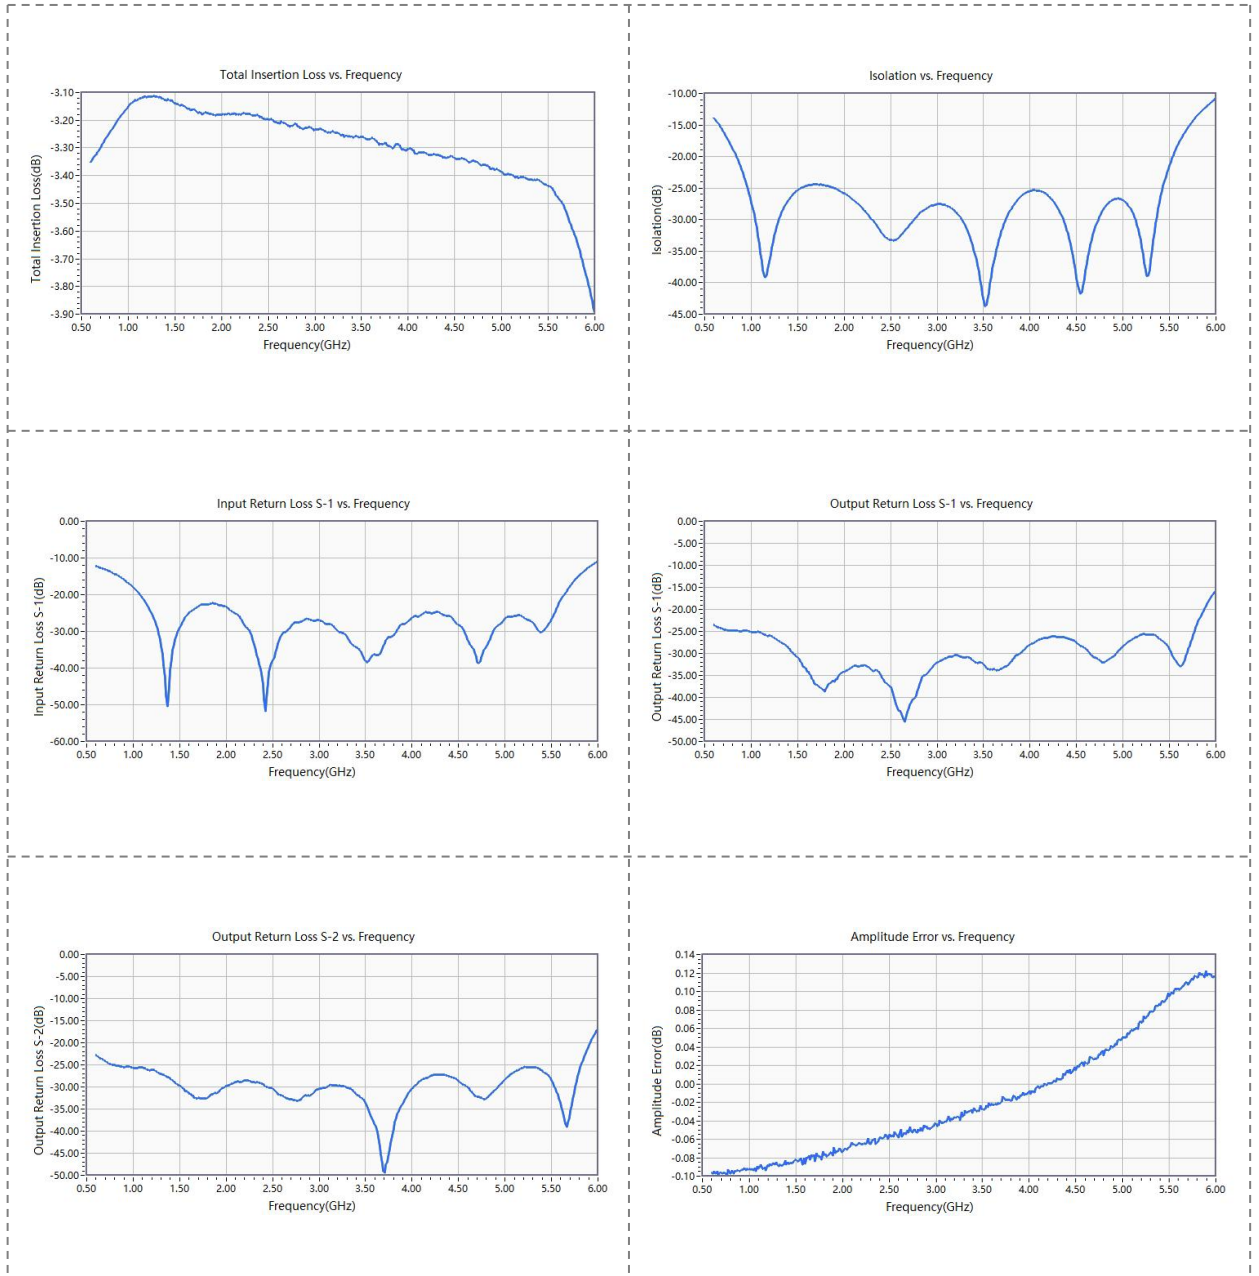 Total Insertion Loss vs. Frequency
-3.10
-3.20
-3.30
-3.40
-3.50
-3.60
-3.70
-3.80
-3.90
Total Insertion Loss(dB)
0.50 1.00 1.50 2.00 2.50 3.00 3.50 4.00 4.50 5.00 5.50 6.00
Frequency(GHz)
Isolation vs. Frequency
-10.00
-15.00
-20.00
-25.00
-30.00
-35.00
-40.00
-45.00
Isolation(dB)
0.50 1.00 1.50 2.00 2.50 3.00 3.50 4.00 4.50 5.00 5.50 6.00
Frequency(GHz)
Input Return Loss S-1 vs. Frequency
0.00
-10.00
-20.00
-30.00
-40.00
-50.00
-60.00
Input Return Loss S-1(dB)
0.50 1.00 1.50 2.00 2.50 3.00 3.50 4.00 4.50 5.00 5.50 6.00
Frequency(GHz)
Output Return Loss S-1 vs. Frequency
0.00
-5.00
-10.00
-15.00
-20.00
-25.00
-30.00
-35.00
-40.00
-45.00
-50.00
Output Return Loss S-1(dB)
0.50 1.00 1.50 2.00 2.50 3.00 3.50 4.00 4.50 5.00 5.50 6.00
Frequency(GHz)
Output Return Loss S-2 vs. Frequency
0.00
-5.00
-10.00
-15.00
-20.00
-25.00
-30.00
-35.00
-40.00
-45.00
-50.00
Output Return Loss S-2(dB)
0.50 1.00 1.50 2.00 2.50 3.00 3.50 4.00 4.50 5.00 5.50 6.00
Frequency(GHz)
Amplitude Error vs. Frequency
0.14
0.12
0.10
0.08
0.06
0.04
0.02
0.00
-0.02
-0.04
-0.06
-0.08
-0.10
Amplitude Error(dB)
0.50 1.00 1.50 2.00 2.50 3.00 3.50 4.00 4.50 5.00 5.50 6.00
Frequency(GHz)